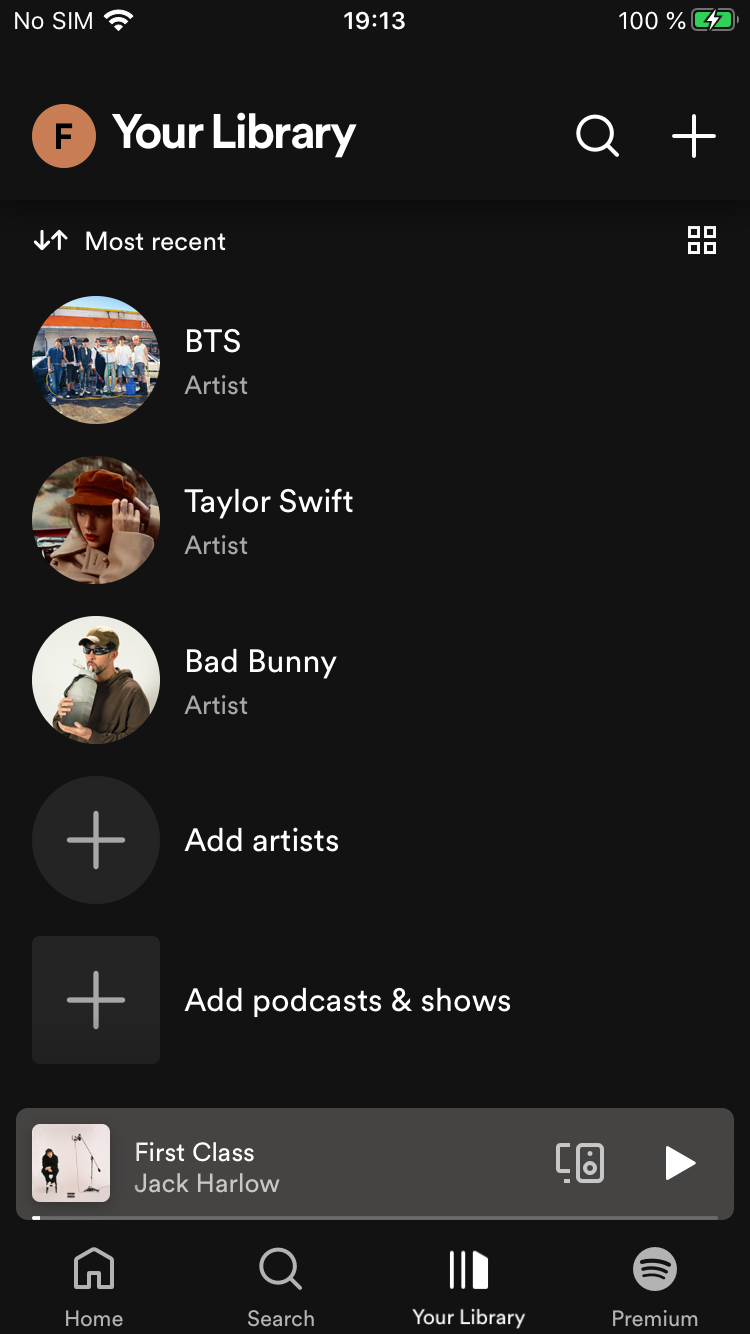 No SIM 19:13 100 %
F Your Library
Most recent
BTS
Artist
Taylor Swift
Artist
Bad Bunny
Artist
Add artists
Add podcasts & shows
First Class
Jack Harlow
Home Search Your Library Premium